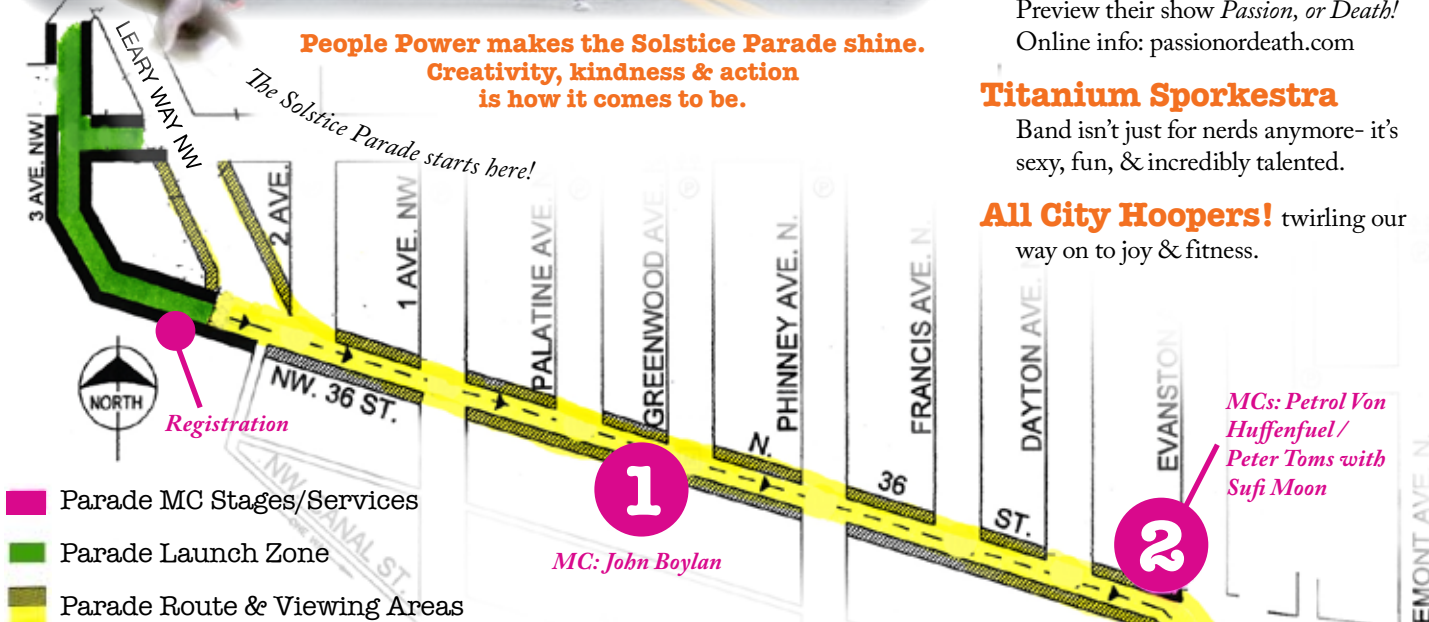 People Power makes the Solstice Parade shine.
Creativity, kindness & action
is how it comes to be.
The Solstice Parade starts here!
LEARY WAY NW
3 AVE. NW
2 AVE.
1 AVE. NW
PALATINE AVE. N.
GREENWOOD AVE.
PHINNEY AVE. N.
FRANCIS AVE. N.
DAYTON AVE.
EVANSTON
AVE. N.
NW. 36 ST.
N.
36
ST.
NW. CANAL ST.
NORTH
Registration
1
MC: John Boylan
2
MCs: Petrol Von
Huffenfuel /
Peter Toms with
Sufi Moon
Parade MC Stages/Services
Parade Launch Zone
Parade Route & Viewing Areas
Preview their show Passion, or Death!
Online info: passionordeath.com
Titanium Sporkestra
Band isn't just for nerds anymore- it's
sexy, fun, & incredibly talented.
All City Hoopers! twirling our
way on to joy & fitness.